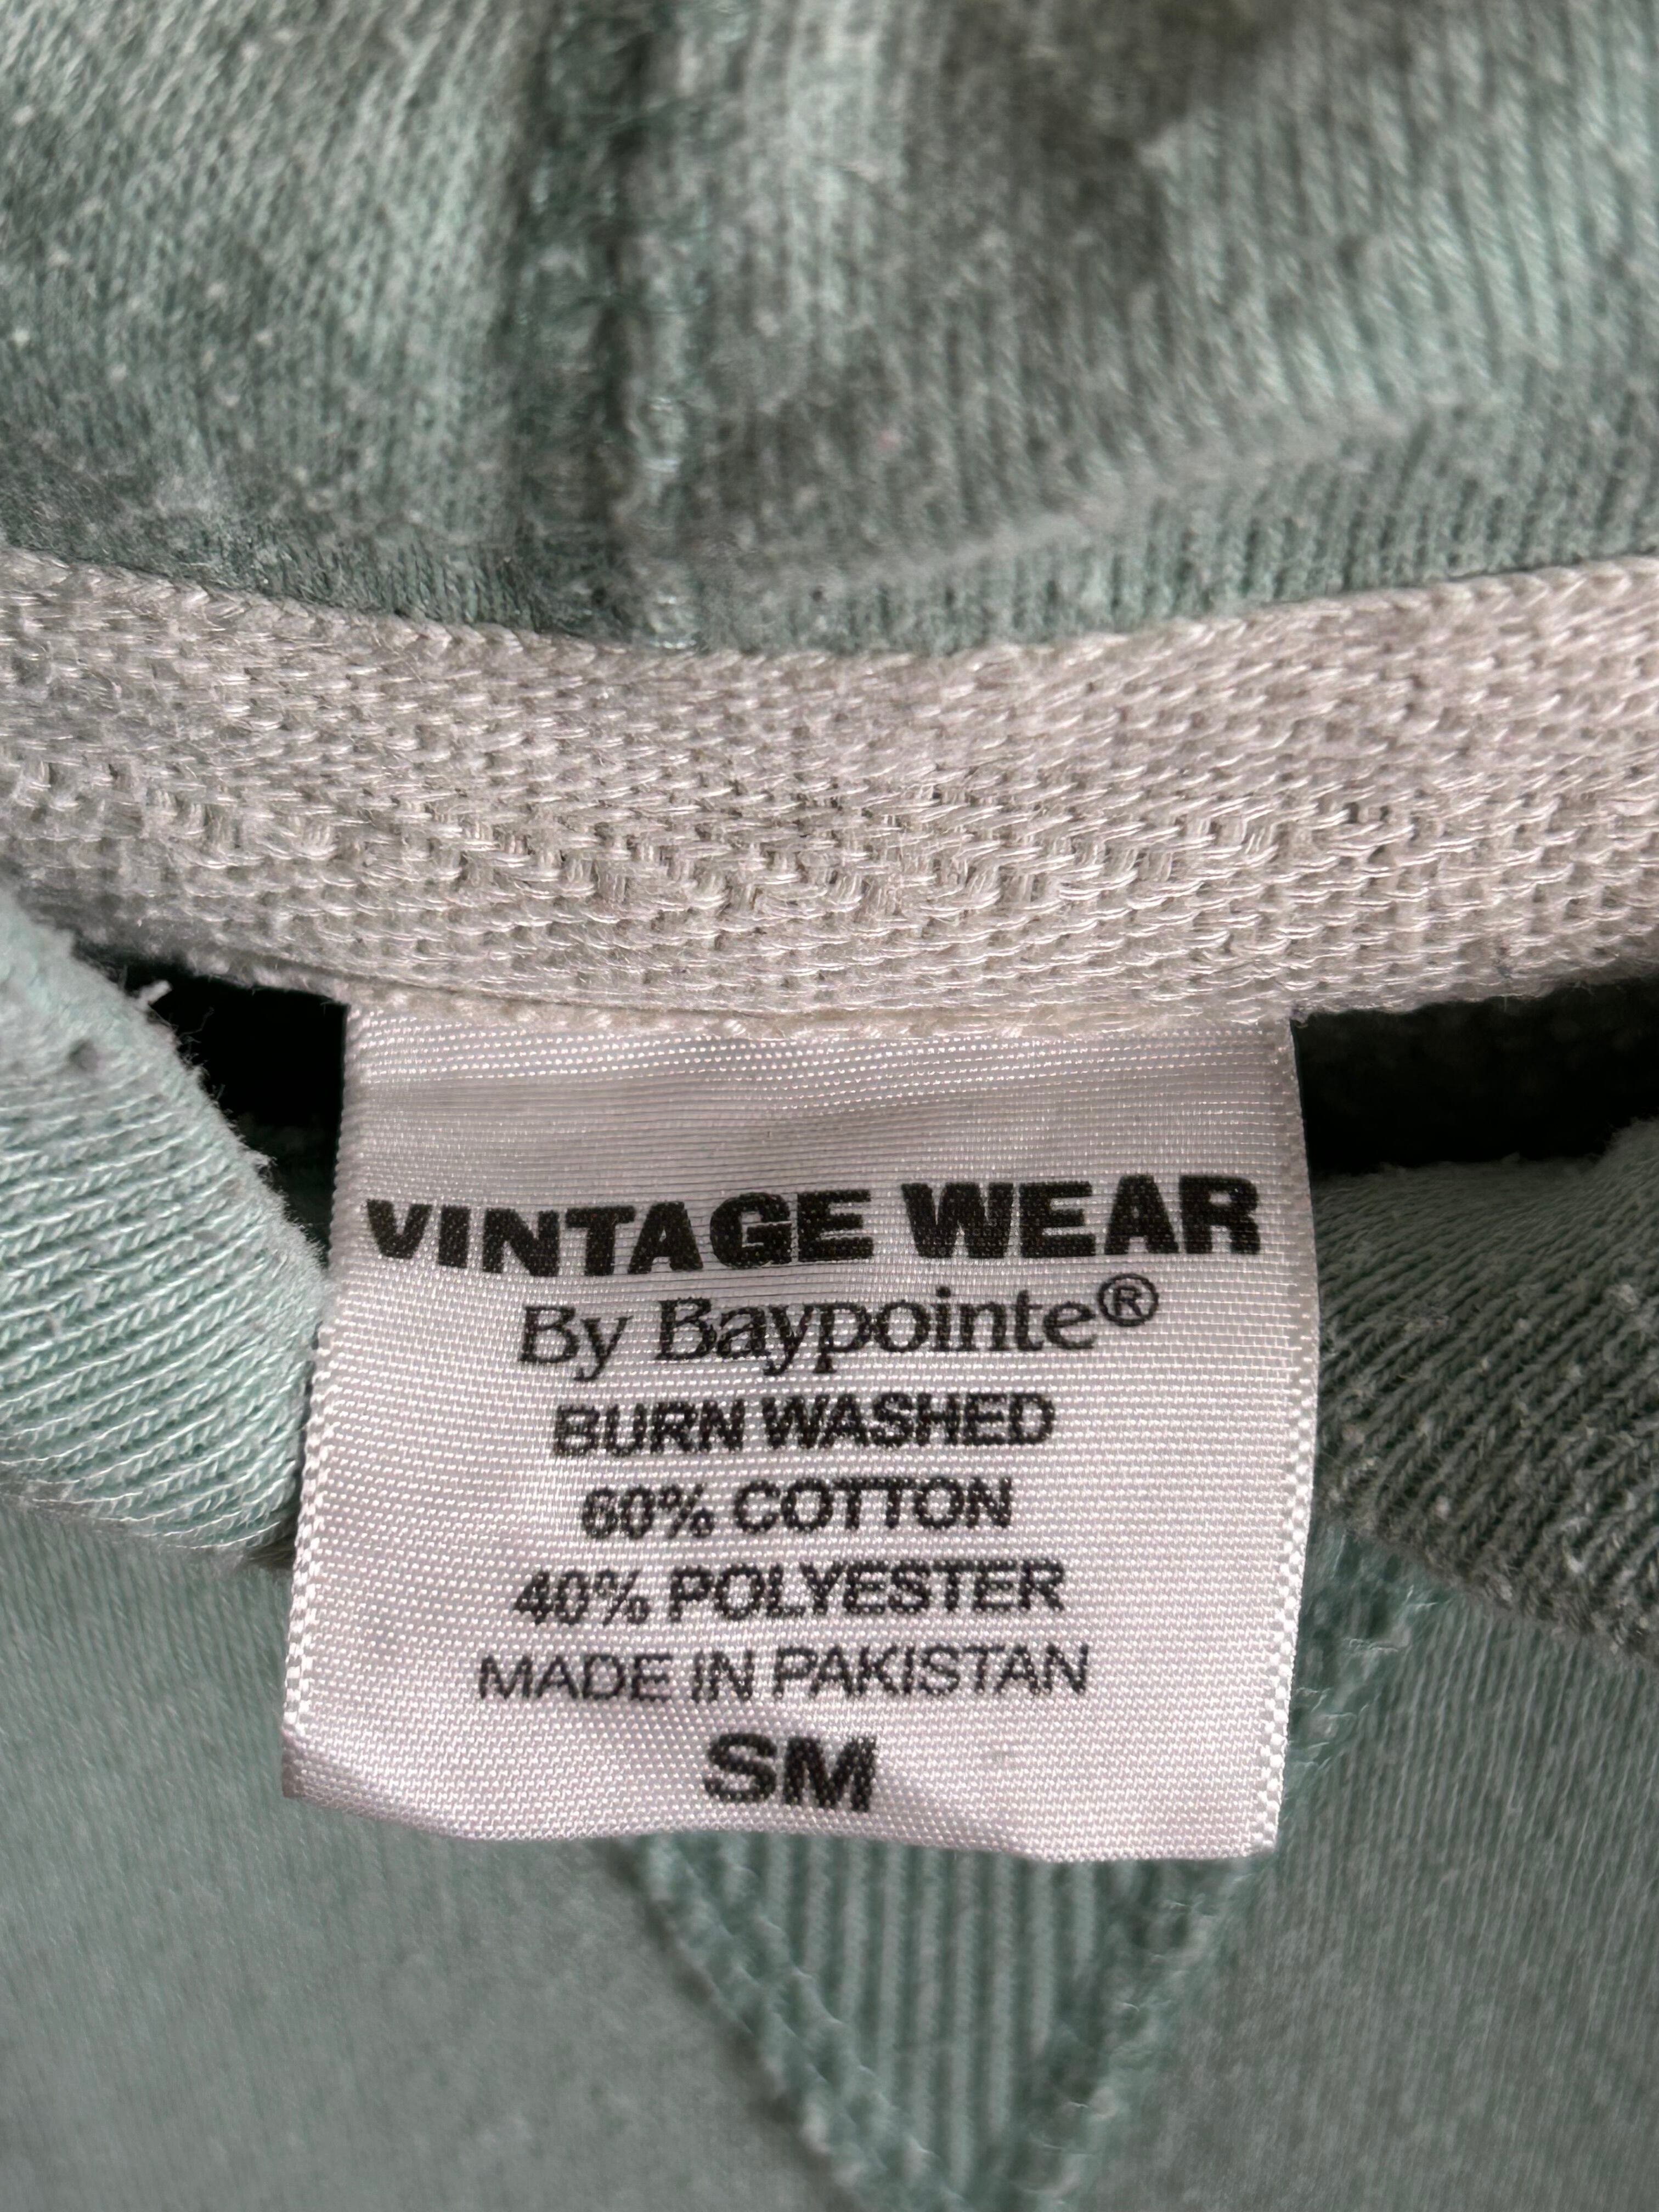 VINTAGE WEAR
By Baypointe®
BURN WASHED
60% COTTON
40% POLYESTER
MADE IN PAKISTAN
SM